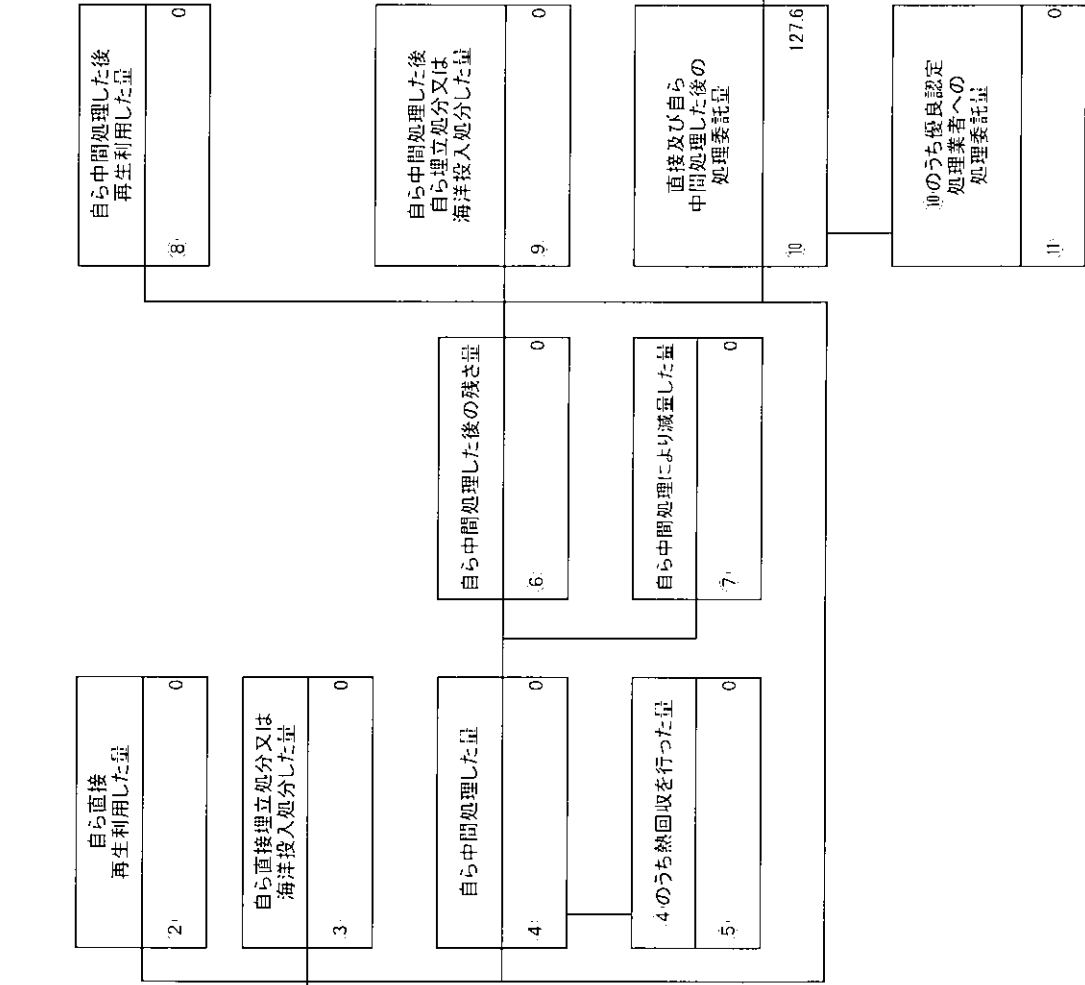 自ら直接
再生利用した量
②
0
自ら直接埋立処分又は
海洋投入処分した量
③
0
自ら中間処理した量
④
0
④のうち熱回収を行った量
⑤
0
自ら中間処理した後の残さ量
⑥
0
自ら中間処理により減量した量
⑦
0
自ら中間処理した後
再生利用した量
⑧
0
自ら中間処理した後
自ら埋立処分又は
海洋投入処分した量
⑨
0
直接及び自ら
中間処理した後の
処理委託量
⑩
127.6
⑩のうち優良認定
処理業者への
処理委託量
⑪
0